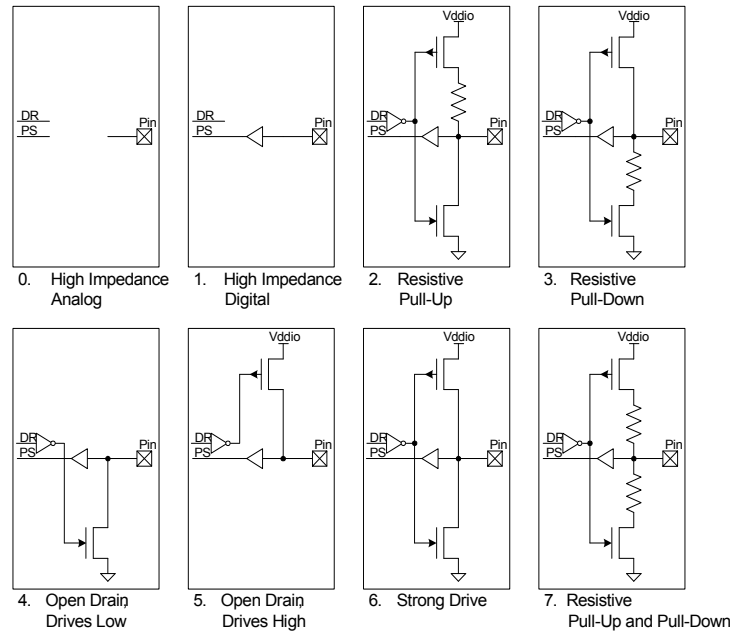 DR
PS
Pin
0. High Impedance
Analog
DR
PS
Pin
1. High Impedance
Digital
Vddio
DR
PS
Pin
2. Resistive
Pull-Up
Vddio
DR
PS
Pin
3. Resistive
Pull-Down
DR
PS
Pin
4. Open Drain,
Drives Low
Vddio
DR
PS
Pin
5. Open Drain,
Drives High
Vddio
DR
PS
Pin
6. Strong Drive
Vddio
DR
PS
Pin
7. Resistive
Pull-Up and Pull-Down